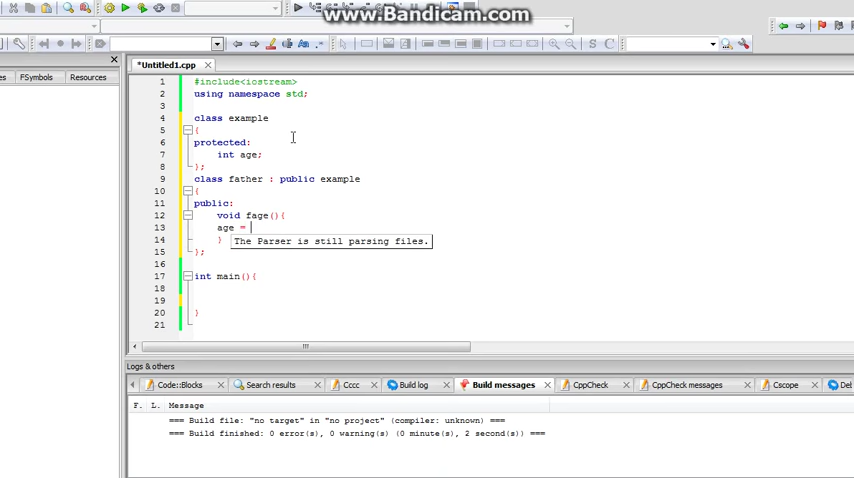 www.Bandicam.com
*Untitled1.cpp
FSymbols Resources
1 #include<iostream>
2 using namespace std;
3
4 class example
5 {
6 protected:
7 int age;
8 };
9 class father : public example
10 {
11 public:
12 void fage(){
13 age =
14 }
The Parser is still parsing files.
15 };
16
17 int main(){
18
19
20 }
21
Logs & others
Code::Blocks Search results Cccc Build log Build messages CppCheck CppCheck messages Cscope
F. L. Message
=== Build file: "no target" in "no project" (compiler: unknown) ===
=== Build finished: 0 error(s), 0 warning(s) (0 minute(s), 2 second(s)) ===